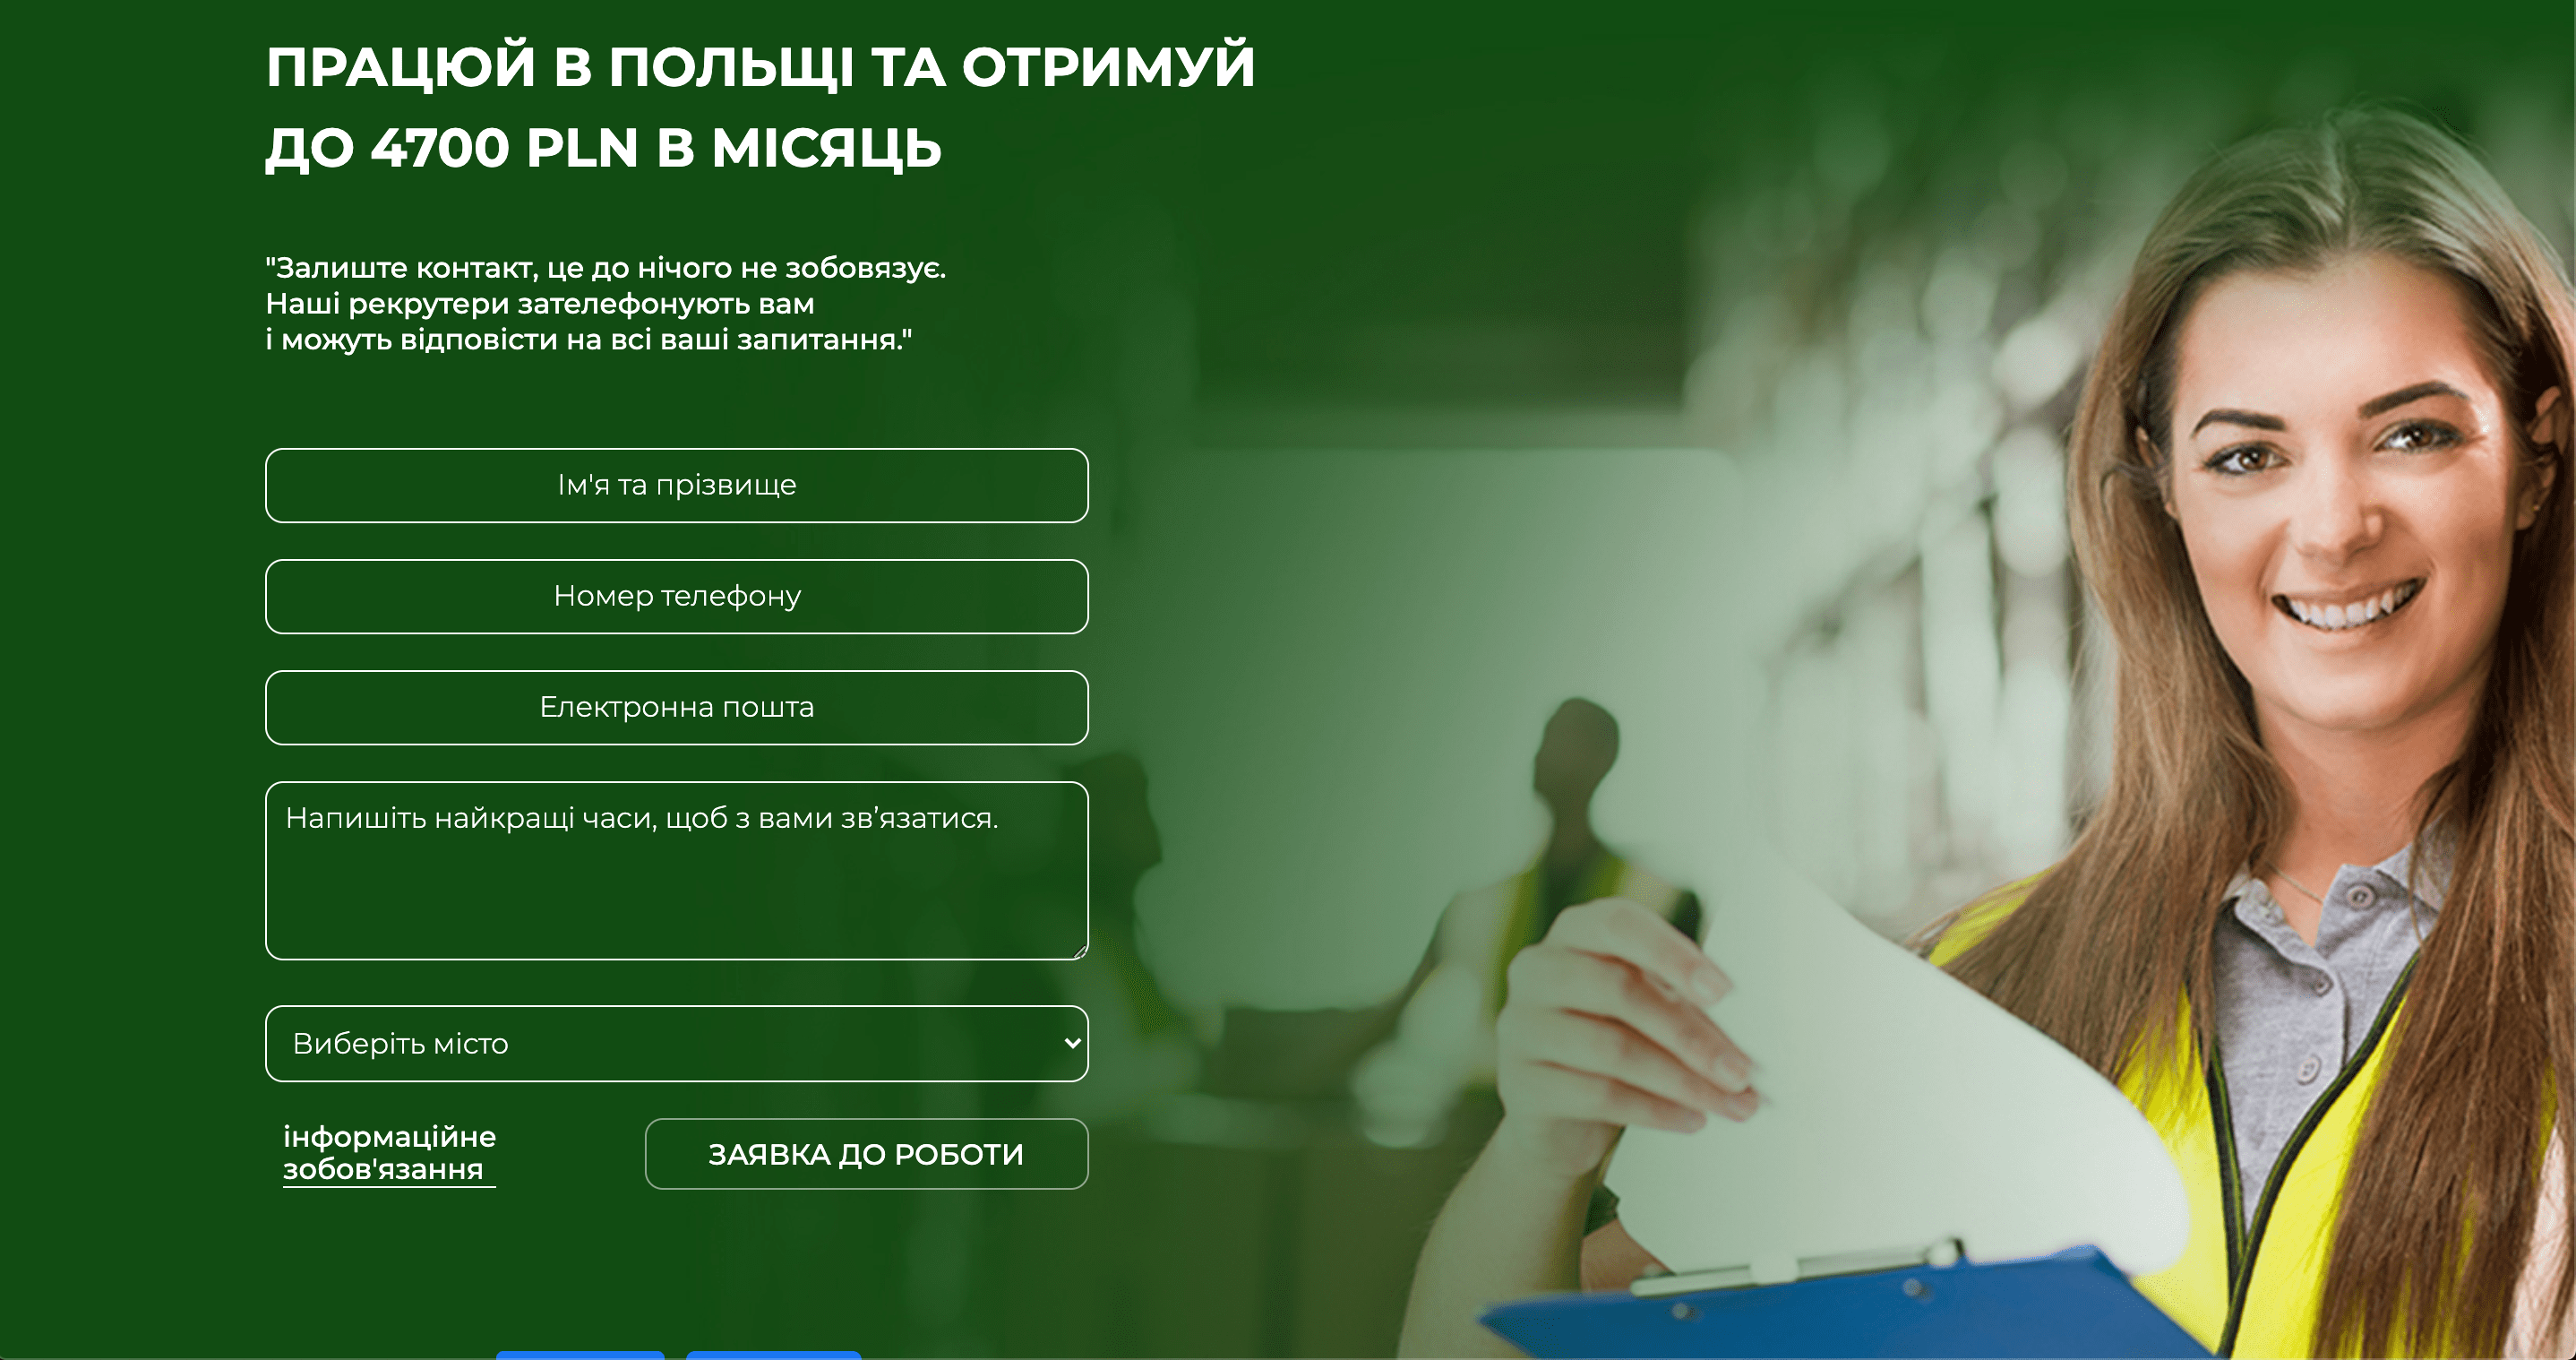 ПРАЦЮЙ В ПОЛЬЩІ ТА ОТРИМУЙ
ДО 4700 PLN В МІСЯЦЬ
"Залиште контакт, це до нічого не зобовязує.
Наші рекрутери зателефонують вам
і можуть відповісти на всі ваші запитання."
Ім'я та прізвище
Номер телефону
Електронна пошта
Напишіть найкращі часи, щоб з вами зв’язатися.
Виберіть місто
інформаційне
зобов'язання
ЗАЯВКА ДО РОБОТИ